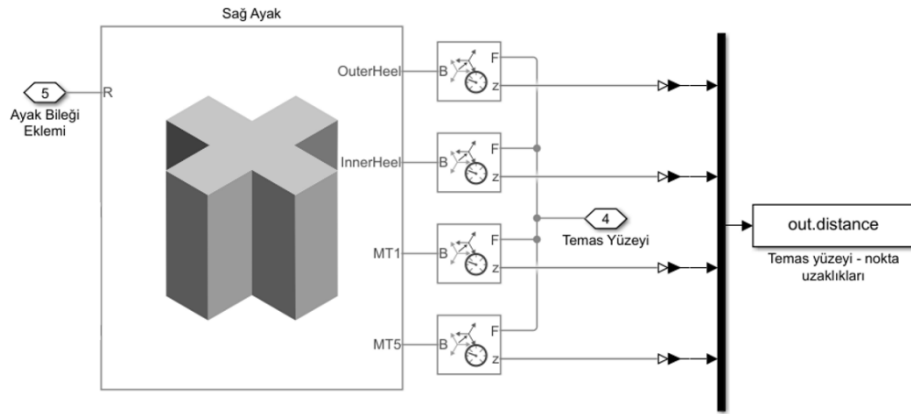 Sağ Ayak
5
Ayak Bileği
Eklemi
R
OuterHeel
B
F
z
InnerHeel
B
F
z
4
Temas Yüzeyi
MT1
B
F
z
MT5
B
F
z
out.distance
Temas yüzeyi - nokta
uzaklıkları